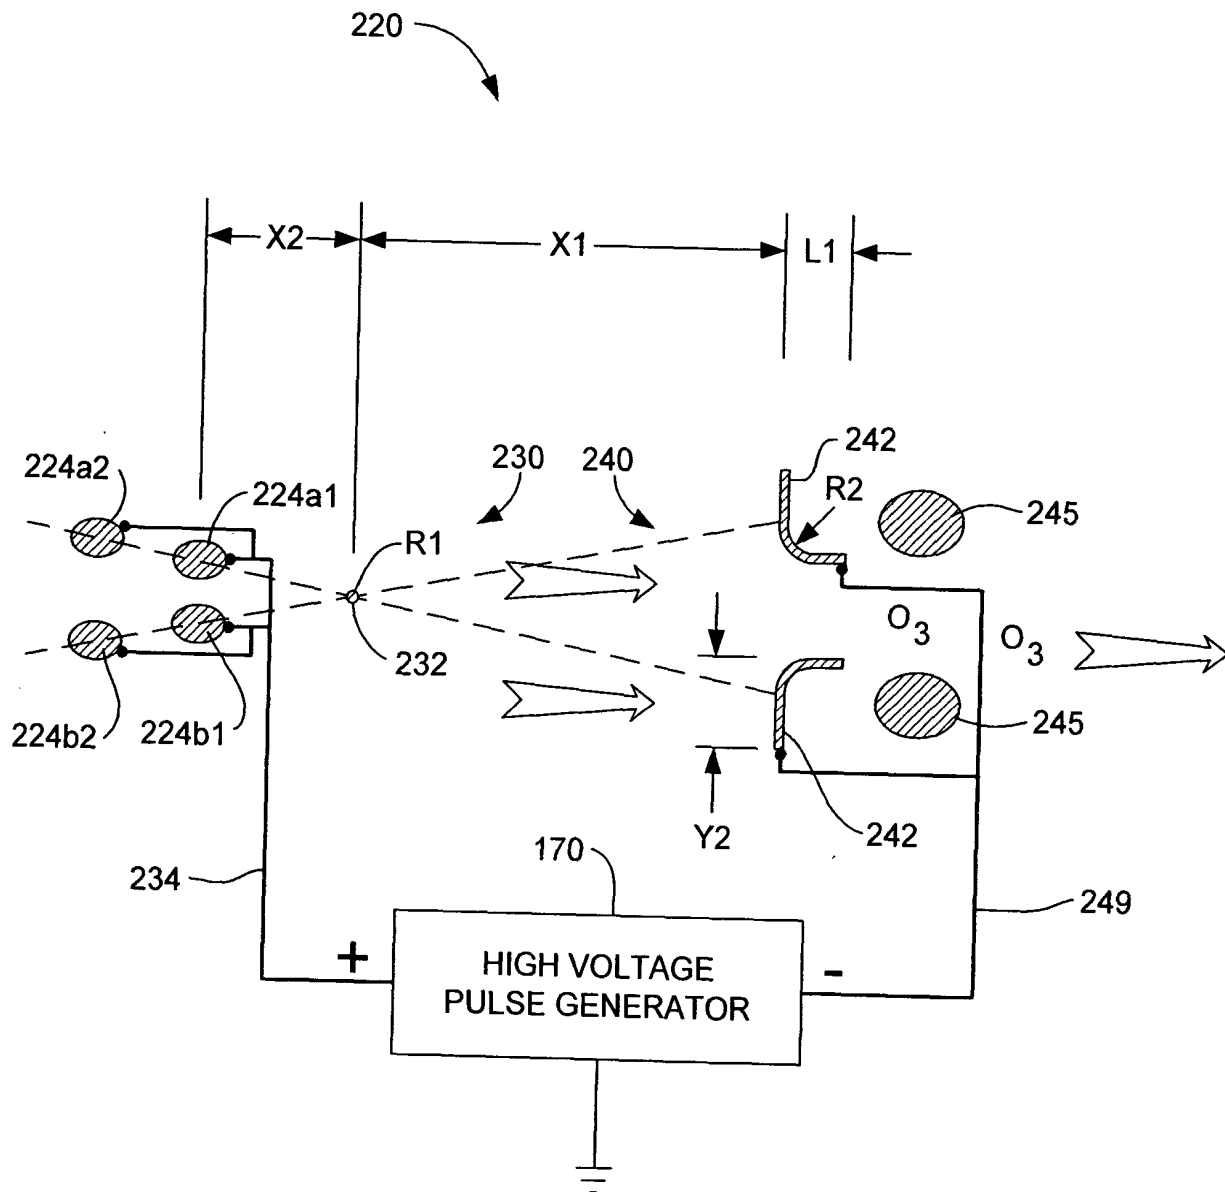 220
X2
X1
L1
224a2
224a1
230
240
242
R2
245
R1
232
O3
O3
224b2
224b1
245
Y2
242
170
234
249
+
-
HIGH VOLTAGE
PULSE GENERATOR